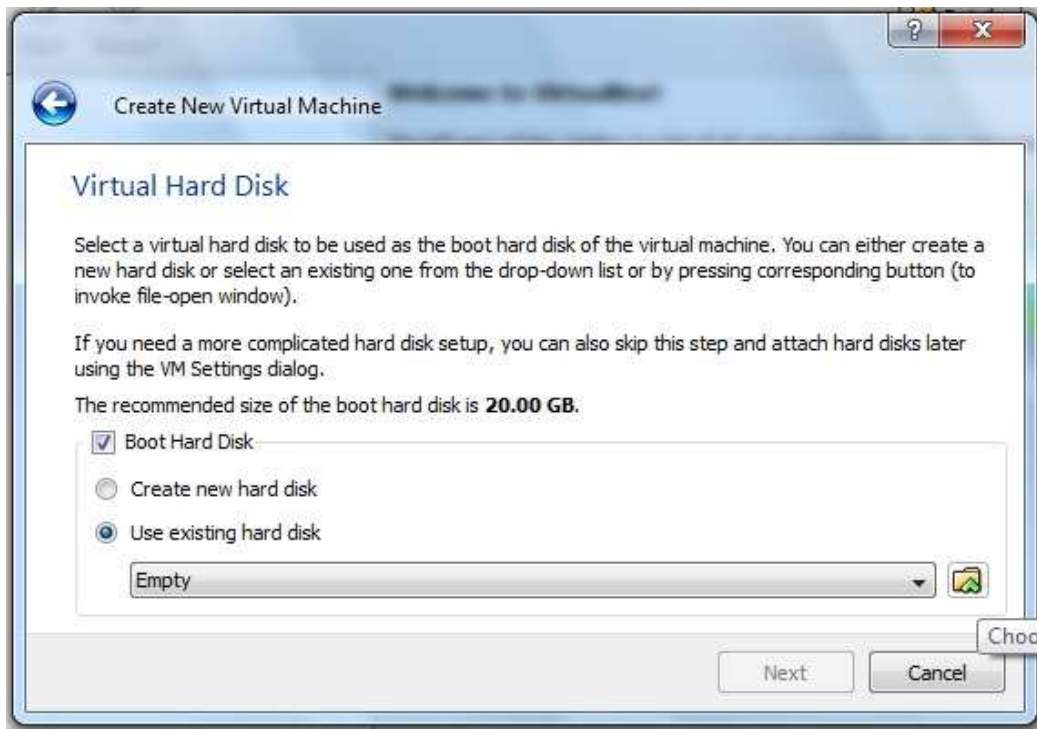 ?
X
Create New Virtual Machine
Welcome to VirtualBox!
Virtual Hard Disk
Select a virtual hard disk to be used as the boot hard disk of the virtual machine. You can either create a
new hard disk or select an existing one from the drop-down list or by pressing corresponding button (to
invoke file-open window).
If you need a more complicated hard disk setup, you can also skip this step and attach hard disks later
using the VM Settings dialog.
The recommended size of the boot hard disk is 20.00 GB.
Boot Hard Disk
Create new hard disk
Use existing hard disk
Empty
Choo
Next
Cancel